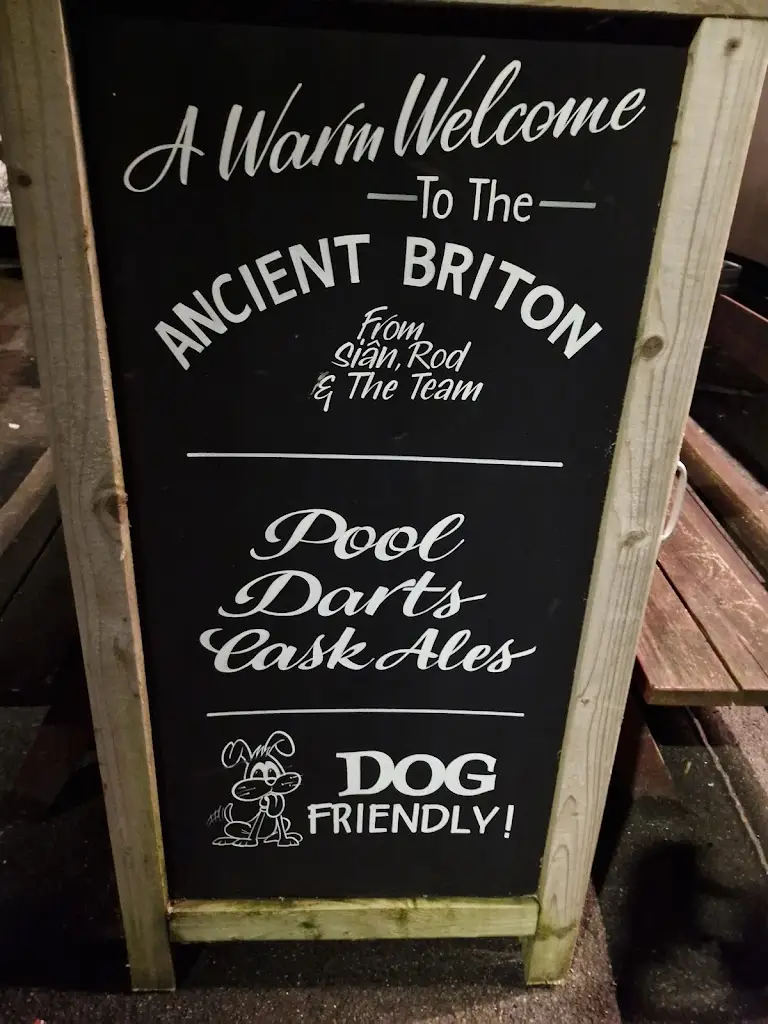 A Warm Welcome
To The
ANCIENT BRITON
From
Siân, Rod
& The Team
Pool
Darts
Cask Ales
DOG
FRIENDLY!